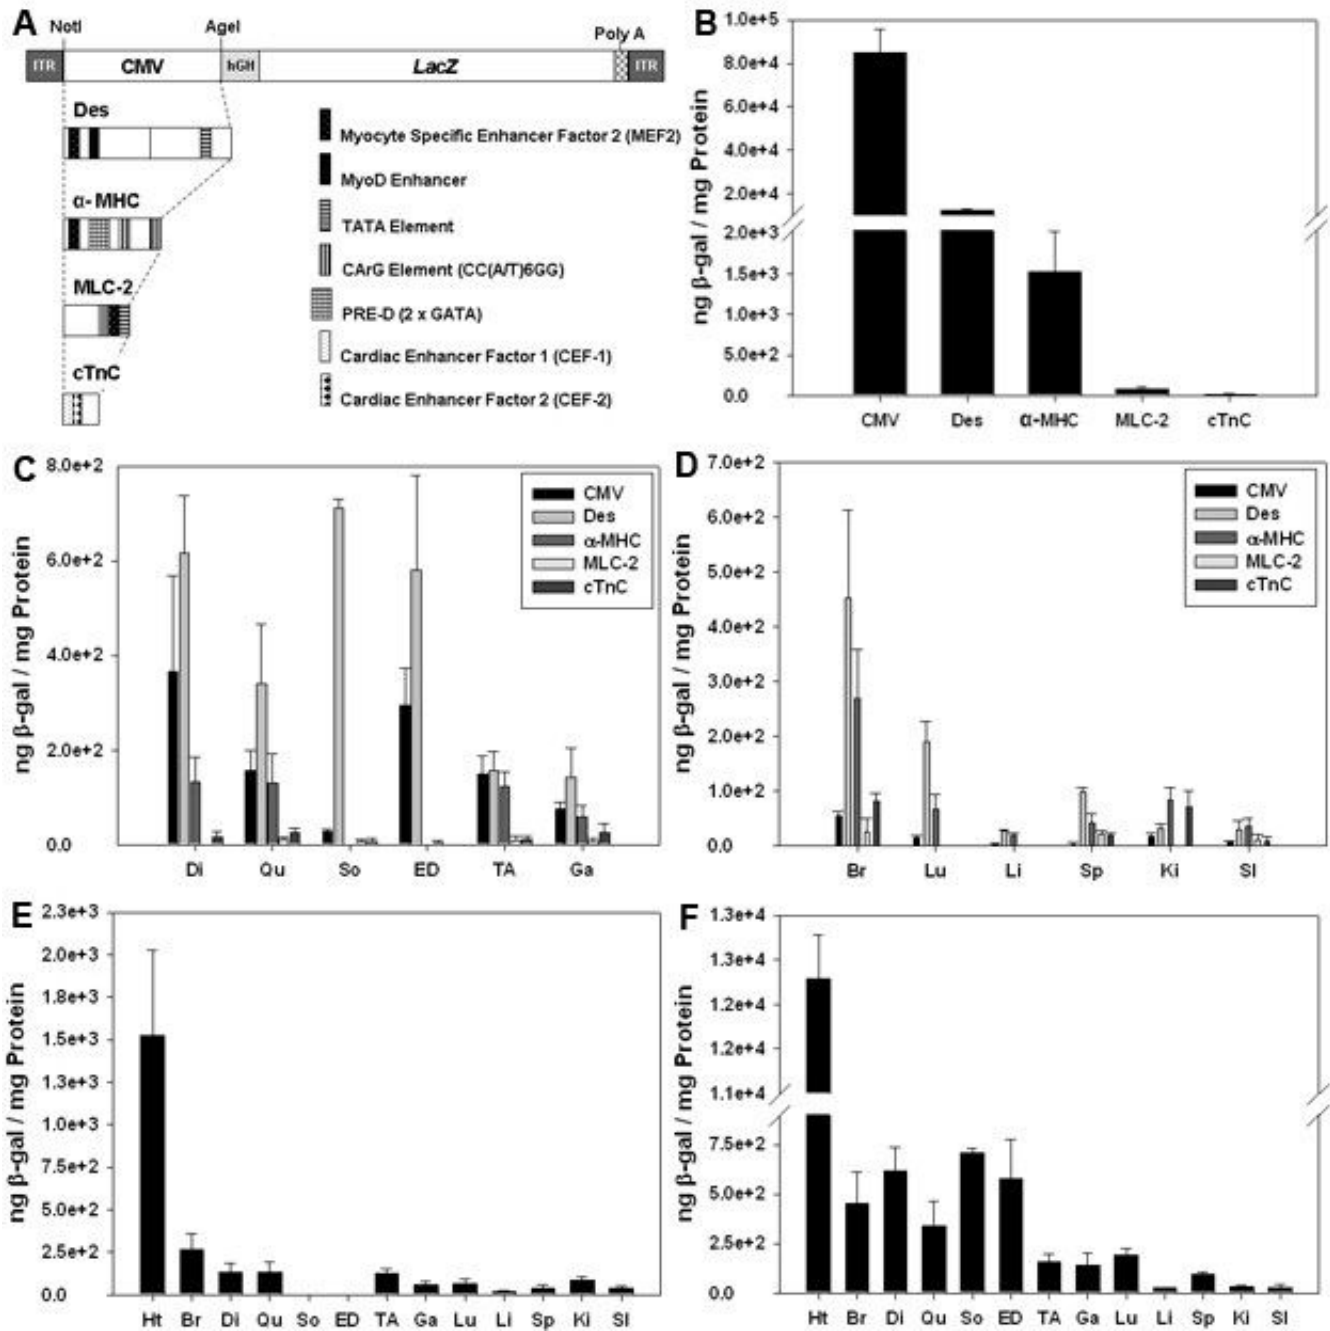 A
NotI
AgeI
Poly A
ITR
CMV
hGH
LacZ
ITR
Des
α- MHC
MLC-2
cTnC
Myocyte Specific Enhancer Factor 2 (MEF2)
MyoD Enhancer
TATA Element
CArG Element (CC(A/T)6GG)
PRE-D (2 x GATA)
Cardiac Enhancer Factor 1 (CEF-1)
Cardiac Enhancer Factor 2 (CEF-2)
B
ng β-gal / mg Protein
1.0e+5
8.0e+4
6.0e+4
4.0e+4
2.0e+4
2.0e+3
1.5e+3
1.0e+3
5.0e+2
0.0
CMV Des α-MHC MLC-2 cTnC
C
ng β-gal / mg Protein
8.0e+2
6.0e+2
4.0e+2
2.0e+2
0.0
CMV
Des
α-MHC
MLC-2
cTnC
Di Qu So ED TA Ga
D
ng β-gal / mg Protein
7.0e+2
6.0e+2
5.0e+2
4.0e+2
3.0e+2
2.0e+2
1.0e+2
0.0
CMV
Des
α-MHC
MLC-2
cTnC
Br Lu Li Sp Ki SI
E
ng β-gal / mg Protein
2.3e+3
2.0e+3
1.8e+3
1.5e+3
1.3e+3
1.0e+3
7.5e+2
5.0e+2
2.5e+2
0.0
Ht Br Di Qu So ED TA Ga Lu Li Sp Ki SI
F
ng β-gal / mg Protein
1.3e+4
1.3e+4
1.2e+4
1.2e+4
1.1e+4
7.5e+2
5.0e+2
2.5e+2
0.0
Ht Br Di Qu So ED TA Ga Lu Li Sp Ki SI